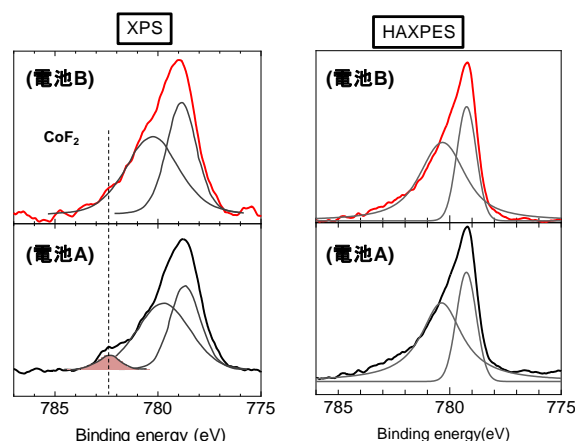 XPS
HAXPES
(電池B)
CoF2
(電池A)
785
780
775
Binding energy (eV)
(電池B)
(電池A)
785
780
775
Binding energy(eV)